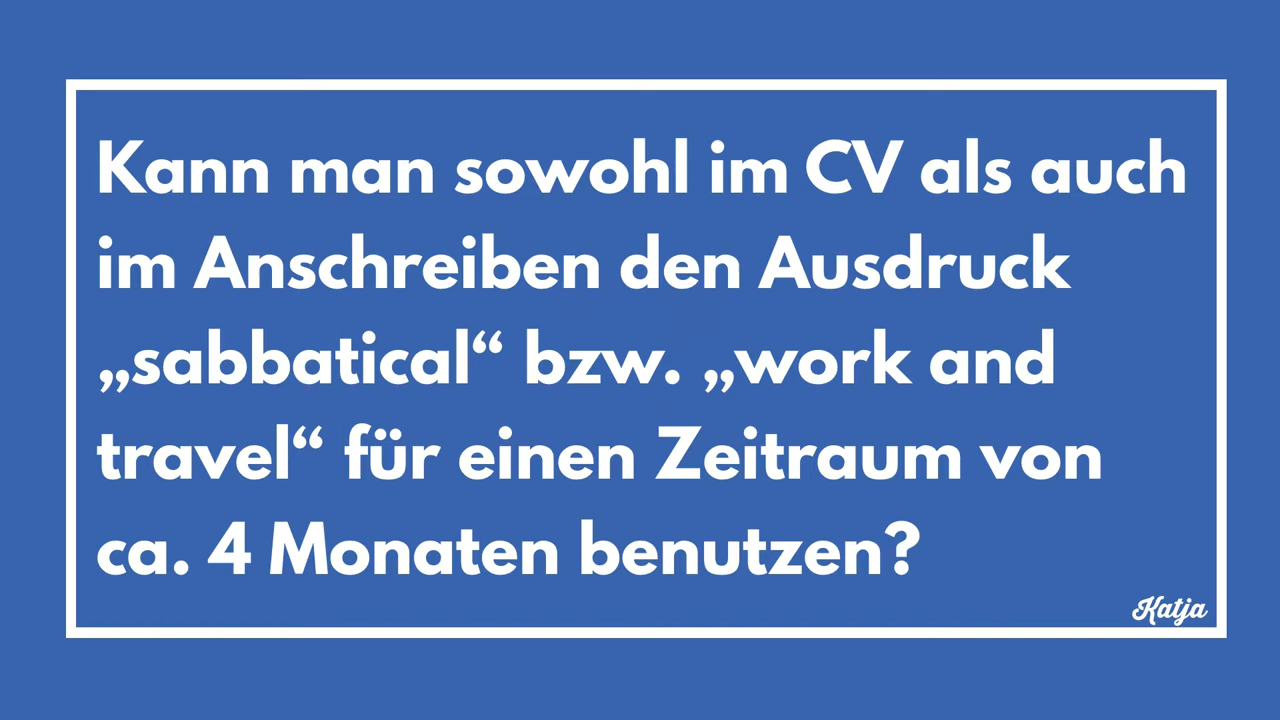 Kann man sowohl im CV als auch
im Anschreiben den Ausdruck
„sabbatical“ bzw. „work and
travel“ für einen Zeitraum von
ca. 4 Monaten benutzen?
Katja